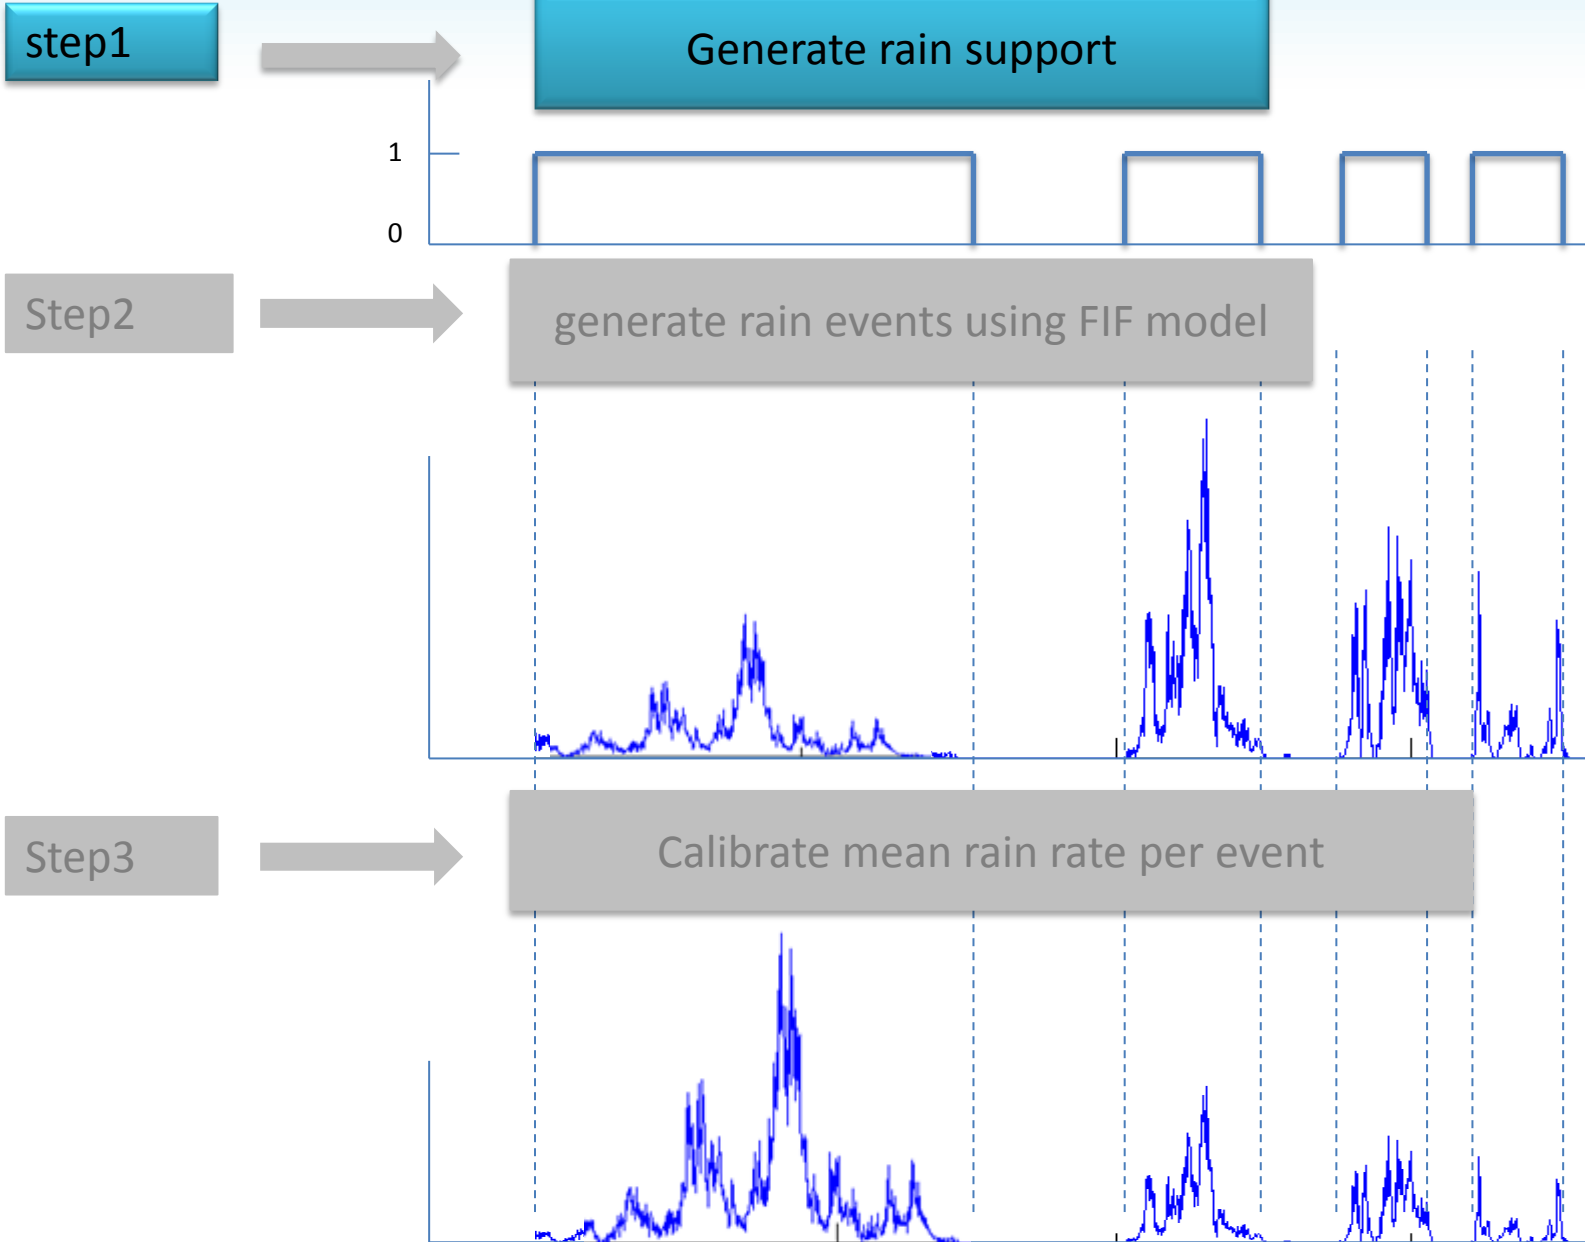 step1
Generate rain support
1
0
Step2
generate rain events using FIF model
Step3
Calibrate mean rain rate per event